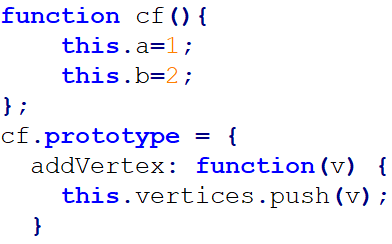 function cf(){
    this.a=1;
    this.b=2;
};
cf.prototype = {
  addVertex: function(v) {
    this.vertices.push(v);
  }